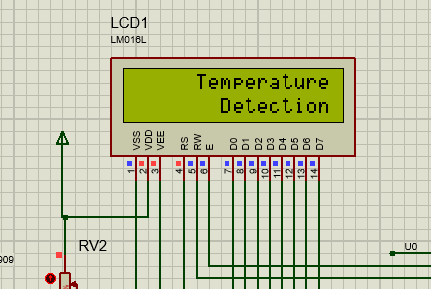 LCD1
LM016L
Temperature
Detection
VSS VDD VEE RS RW E D0 D1 D2 D3 D4 D5 D6 D7
1 2 3 4 5 6 7 8 9 10 11 12 13 14
RV2
U0
909